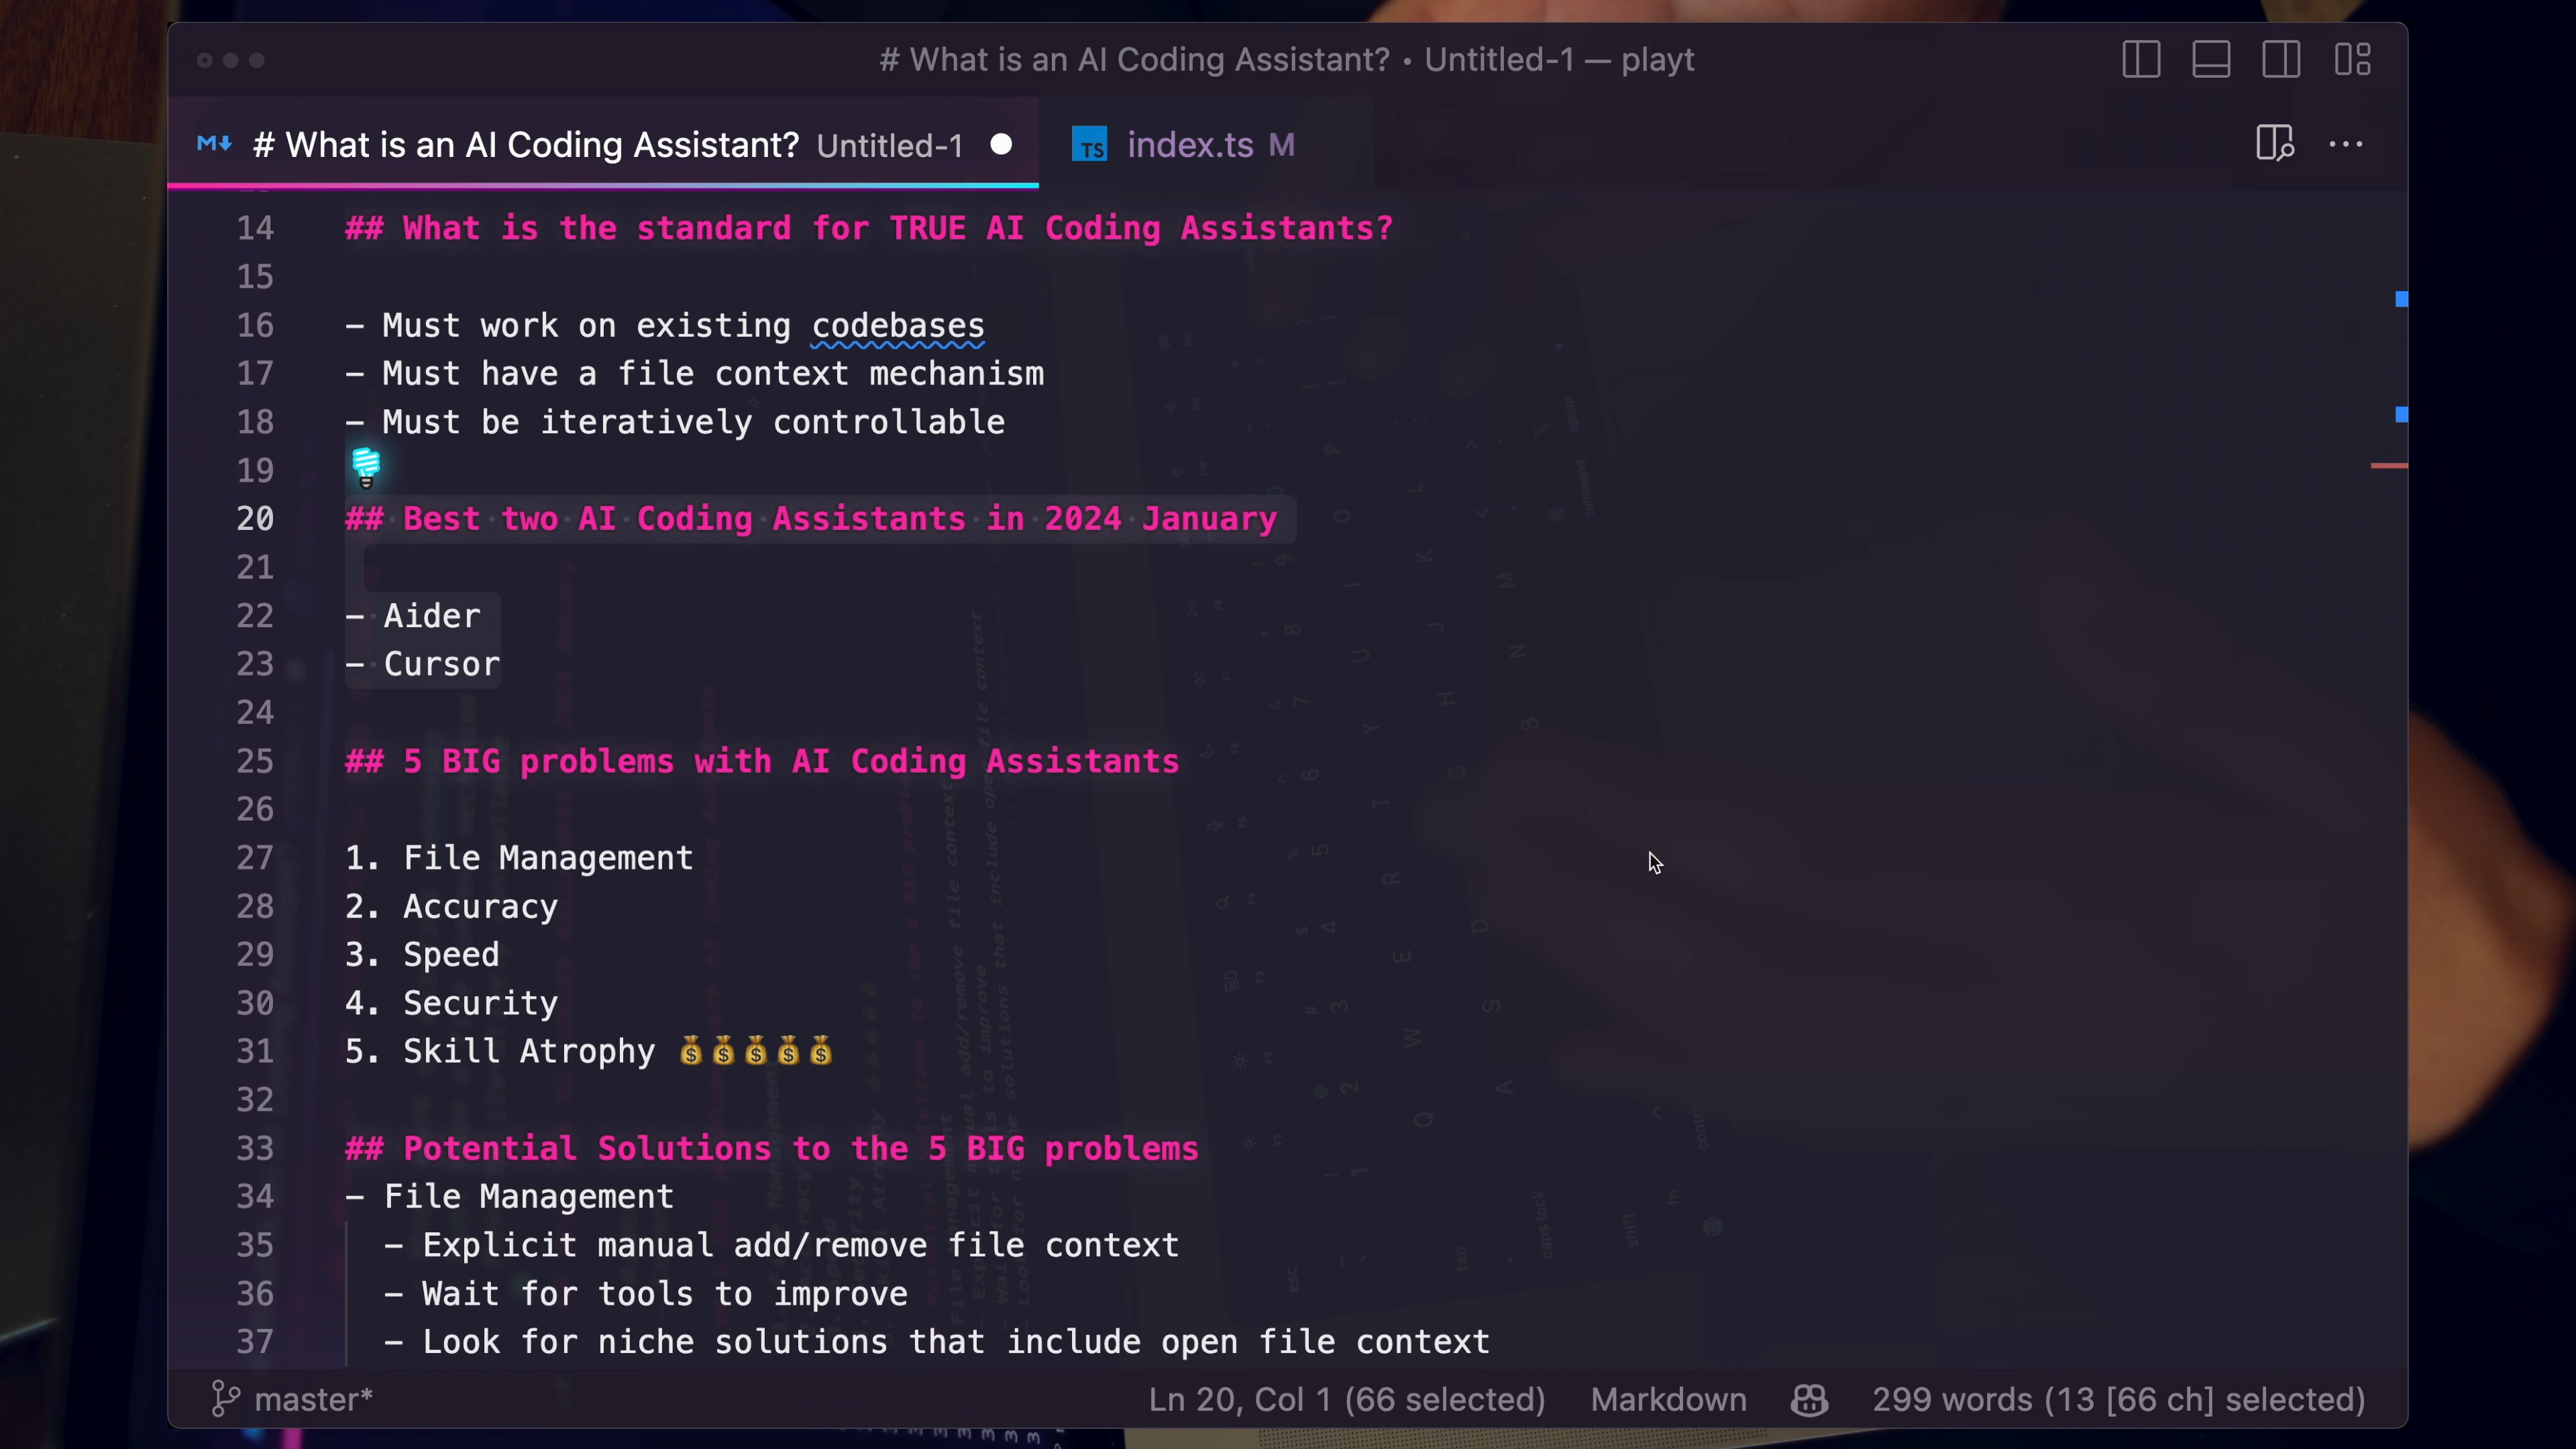 # What is an AI Coding Assistant? • Untitled-1 — playt
# What is an AI Coding Assistant? Untitled-1
TS index.ts M
14 ## What is the standard for TRUE AI Coding Assistants?
15
16 - Must work on existing codebases
17 - Must have a file context mechanism
18 - Must be iteratively controllable
19
20 ## Best two AI Coding Assistants in 2024 January
21
22 - Aider
23 - Cursor
24
25 ## 5 BIG problems with AI Coding Assistants
26
27 1. File Management
28 2. Accuracy
29 3. Speed
30 4. Security
31 5. Skill Atrophy 💰💰💰💰💰
32
33 ## Potential Solutions to the 5 BIG problems
34 - File Management
35 - Explicit manual add/remove file context
36 - Wait for tools to improve
37 - Look for niche solutions that include open file context
master* Ln 20, Col 1 (66 selected) Markdown 299 words (13 [66 ch] selected)